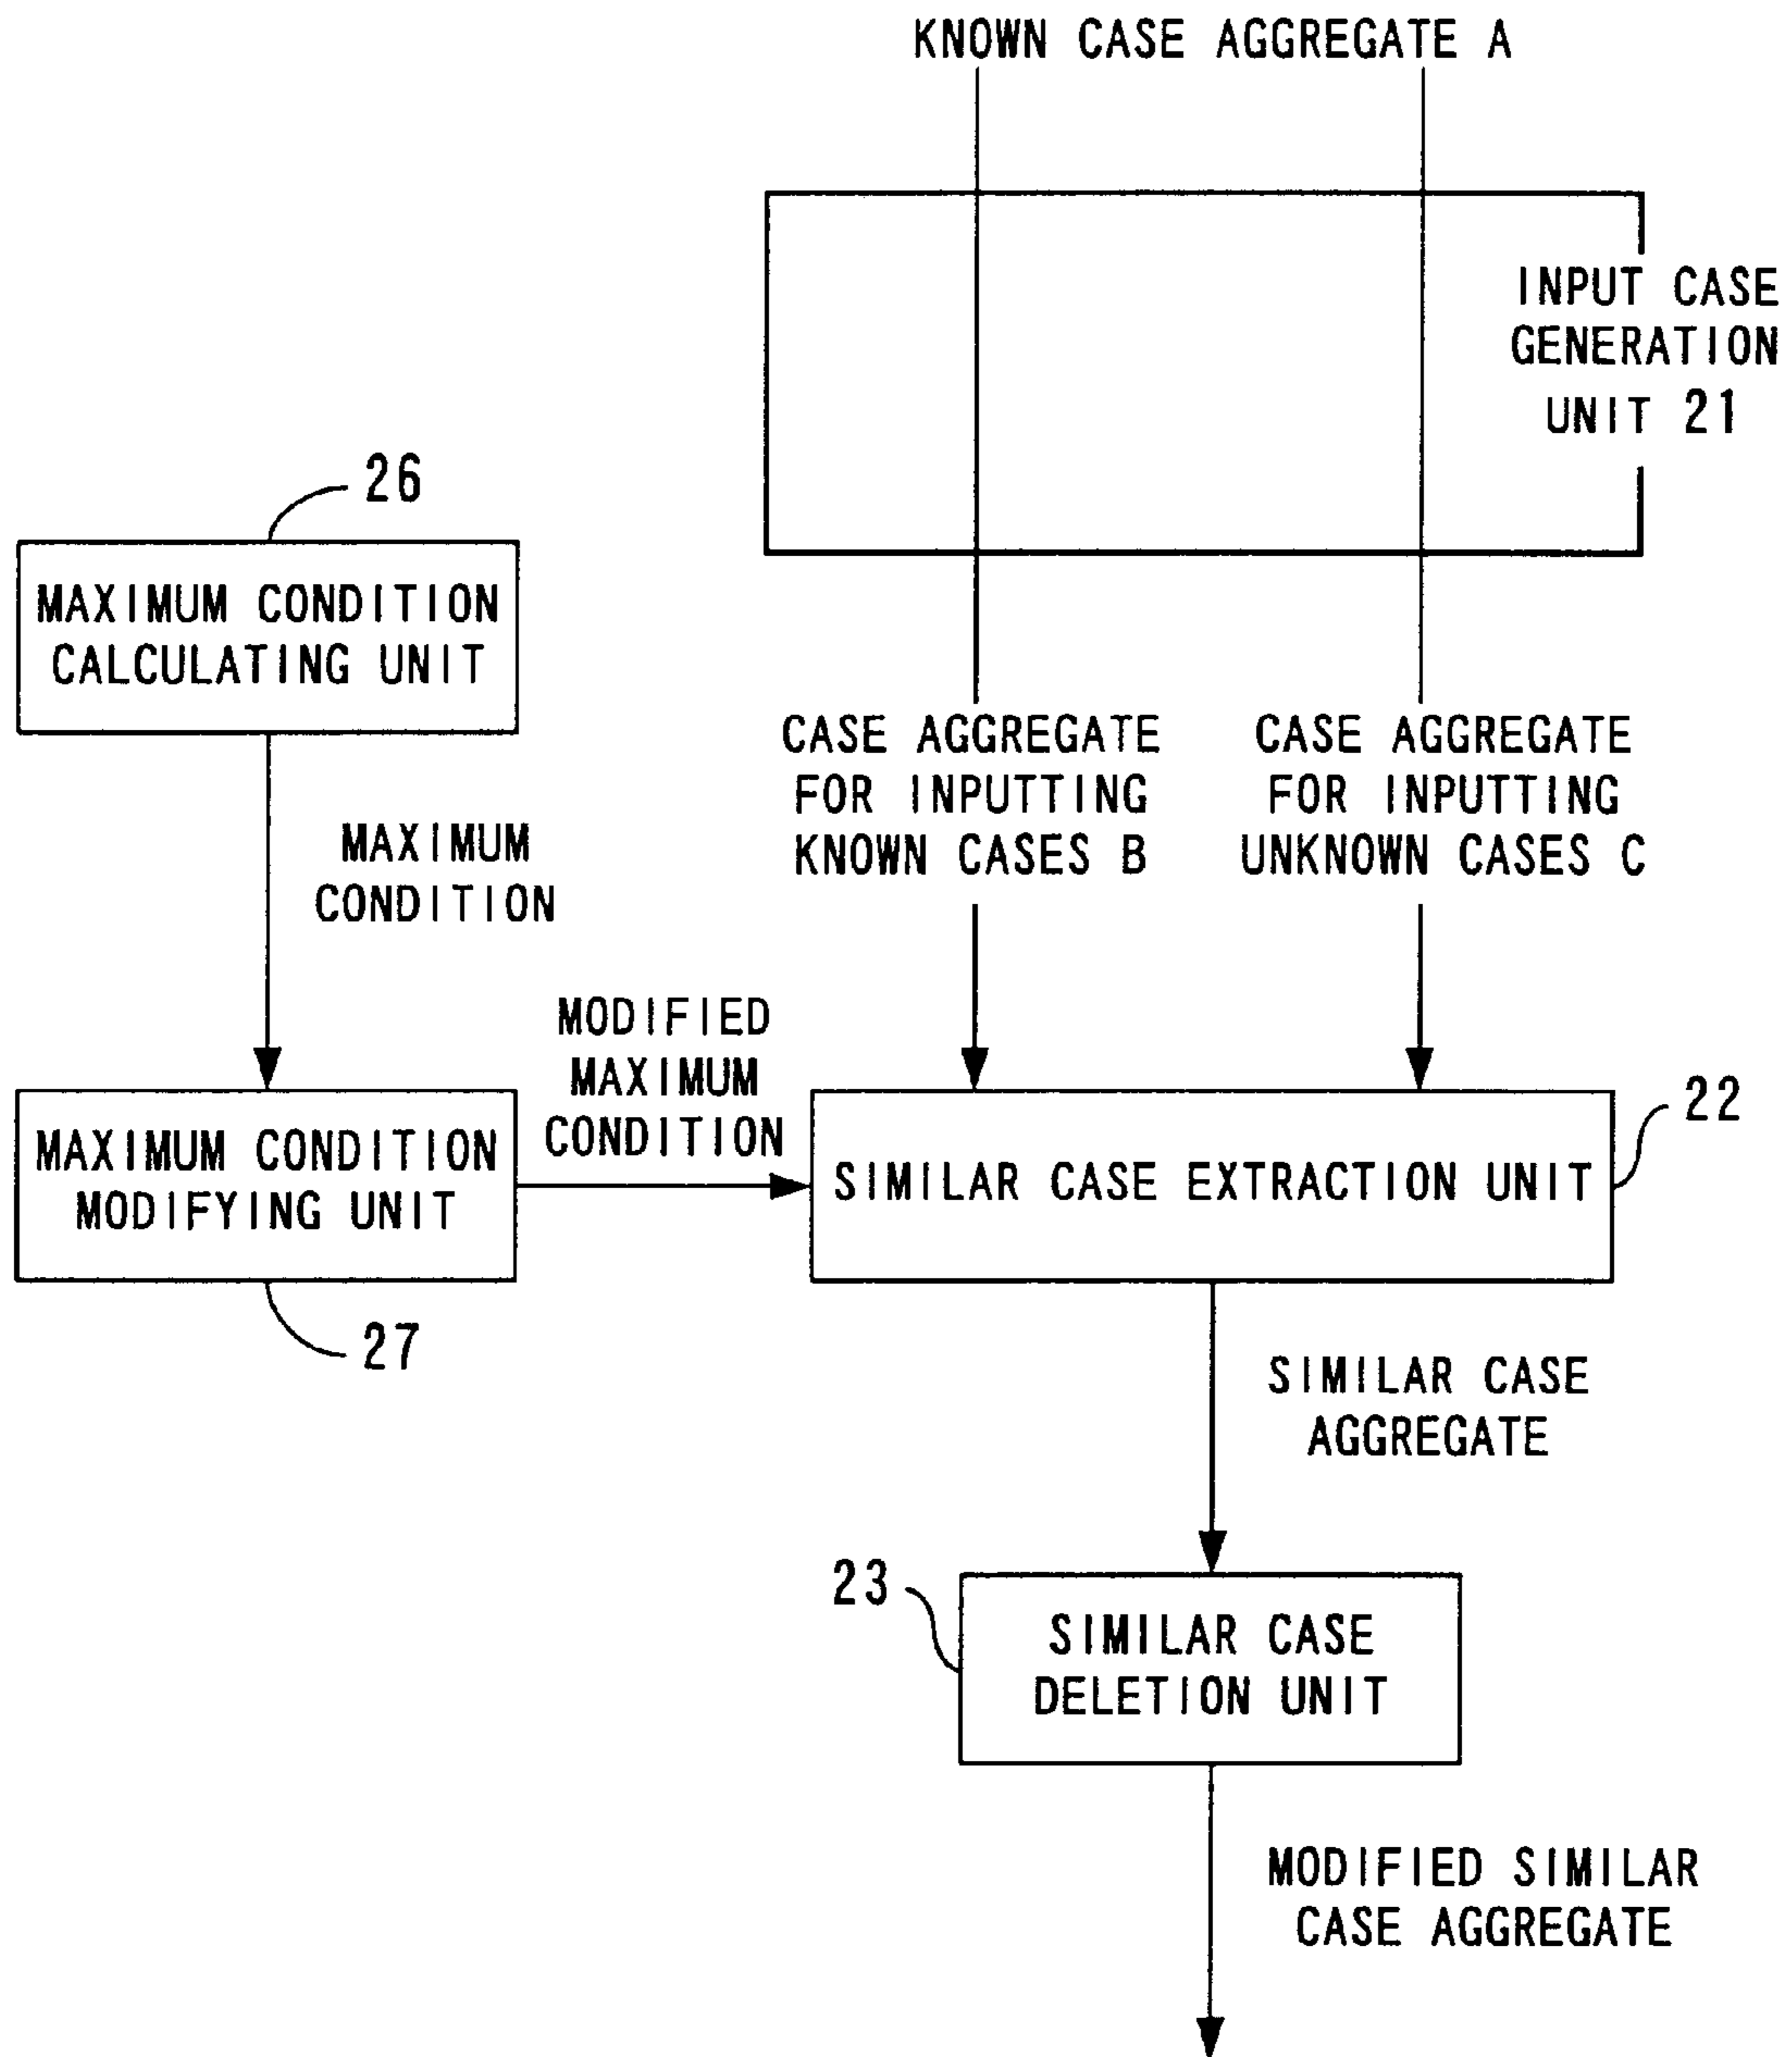 KNOWN CASE AGGREGATE A
INPUT CASE
GENERATION
UNIT 21
26
MAXIMUM CONDITION
CALCULATING UNIT
CASE AGGREGATE
FOR INPUTTING
KNOWN CASES B
CASE AGGREGATE
FOR INPUTTING
UNKNOWN CASES C
MAXIMUM
CONDITION
MODIFIED
MAXIMUM
CONDITION
22
MAXIMUM CONDITION
MODIFYING UNIT
SIMILAR CASE EXTRACTION UNIT
27
SIMILAR CASE
AGGREGATE
23
SIMILAR CASE
DELETION UNIT
MODIFIED SIMILAR
CASE AGGREGATE